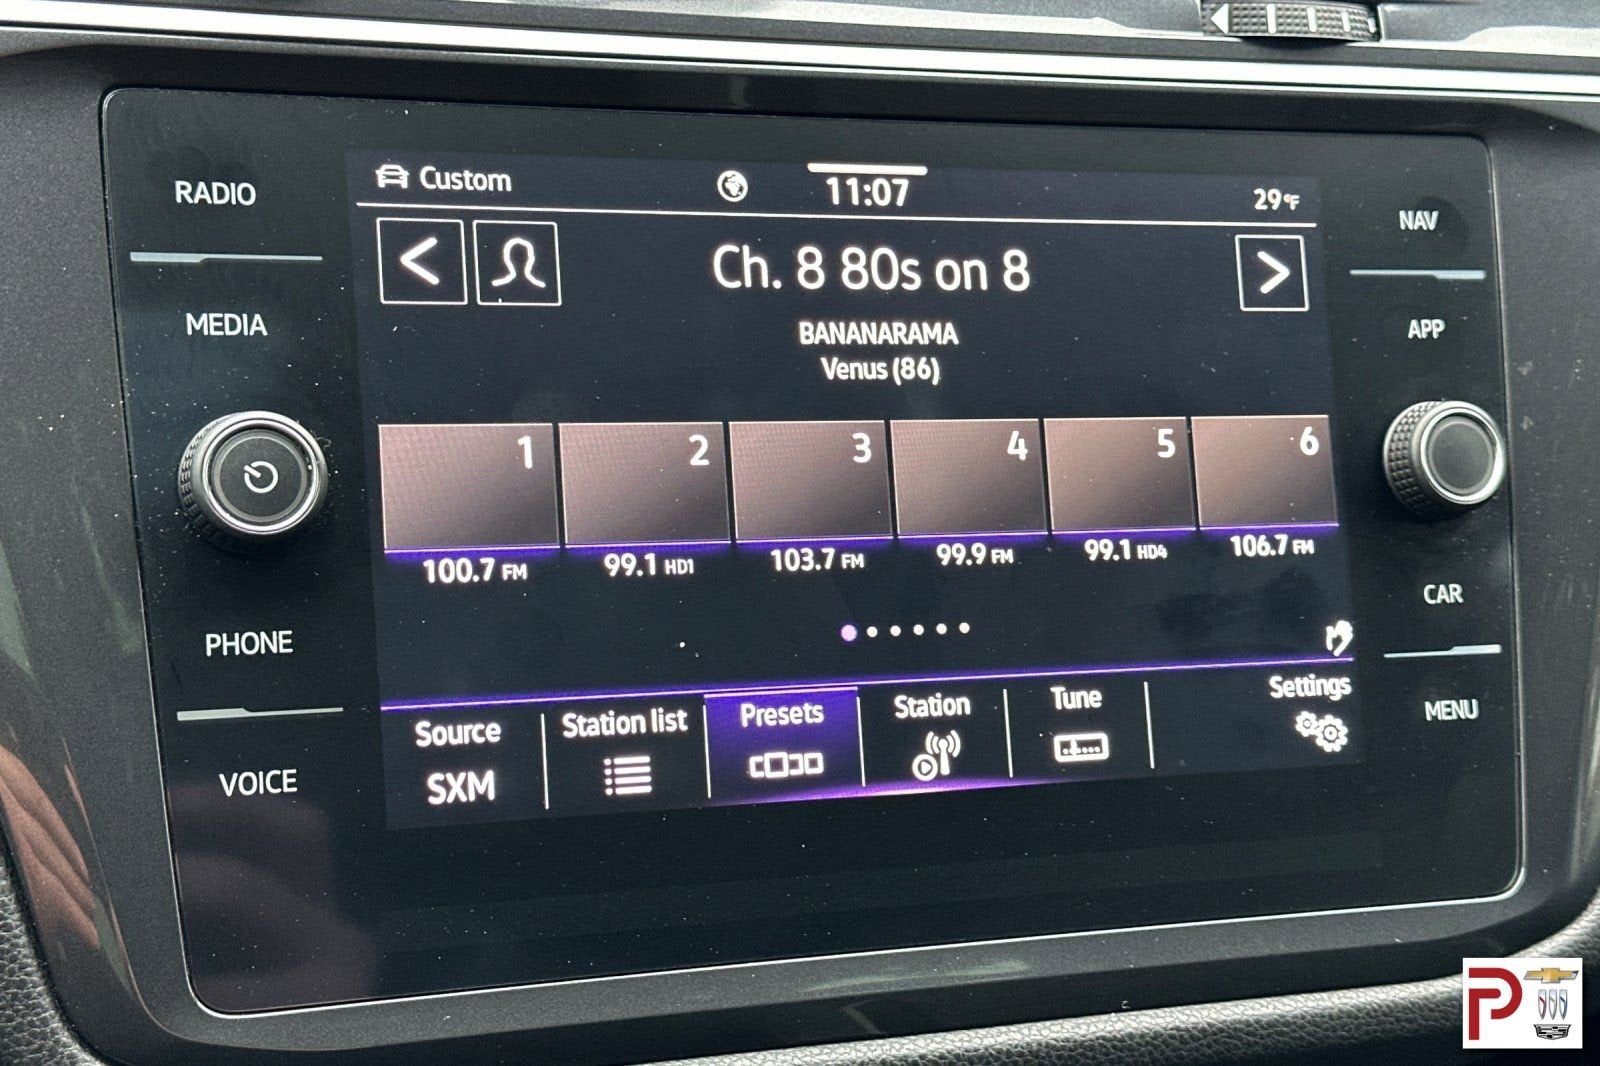 RADIO
MEDIA
PHONE
VOICE
Custom
11:07
29°F
Ch. 8 80s on 8
BANANARAMA
Venus (86)
1 2 3 4 5 6
100.7 FM 99.1 HD1 103.7 FM 99.9 FM 99.1 HD4 106.7 FM
Source
SXM
Station list
Presets
Station
Tune
Settings
NAV
APP
CAR
MENU
P